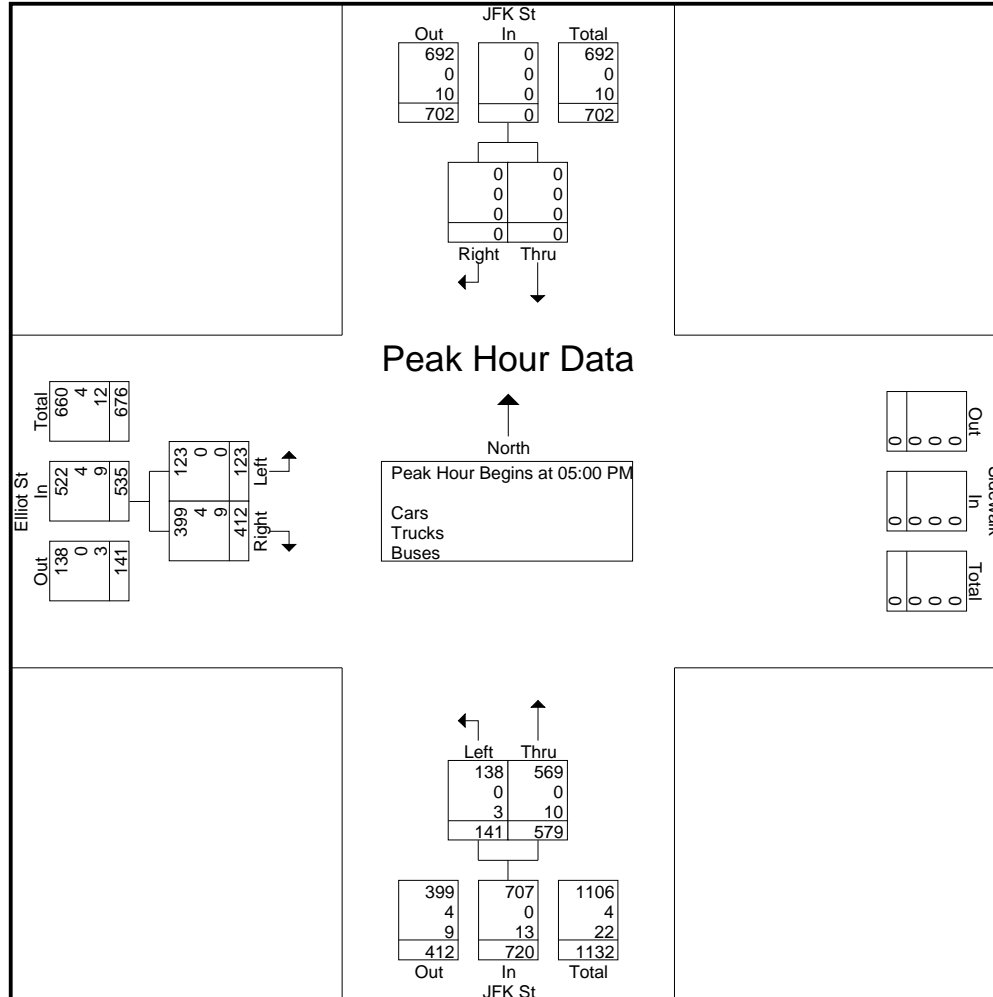 JFK St
Out In Total
692 0 692
0 0 0
10 0 10
702 0 702
0 0
0 0
0 0
0 0
Right Thru
Peak Hour Data
North
Peak Hour Begins at 05:00 PM
Cars
Trucks
Buses
Elliot St
Total
660
4
12
676
In
522
4
9
535
Out
138
0
3
141
Left
123
0
0
123
Right
399
4
9
412
Out
0
0
0
0
In
0
0
0
0
Total
0
0
0
0
Left Thru
138 569
0 0
3 10
141 579
399 707 1106
4 0 4
9 13 22
412 720 1132
Out In Total
JFK St